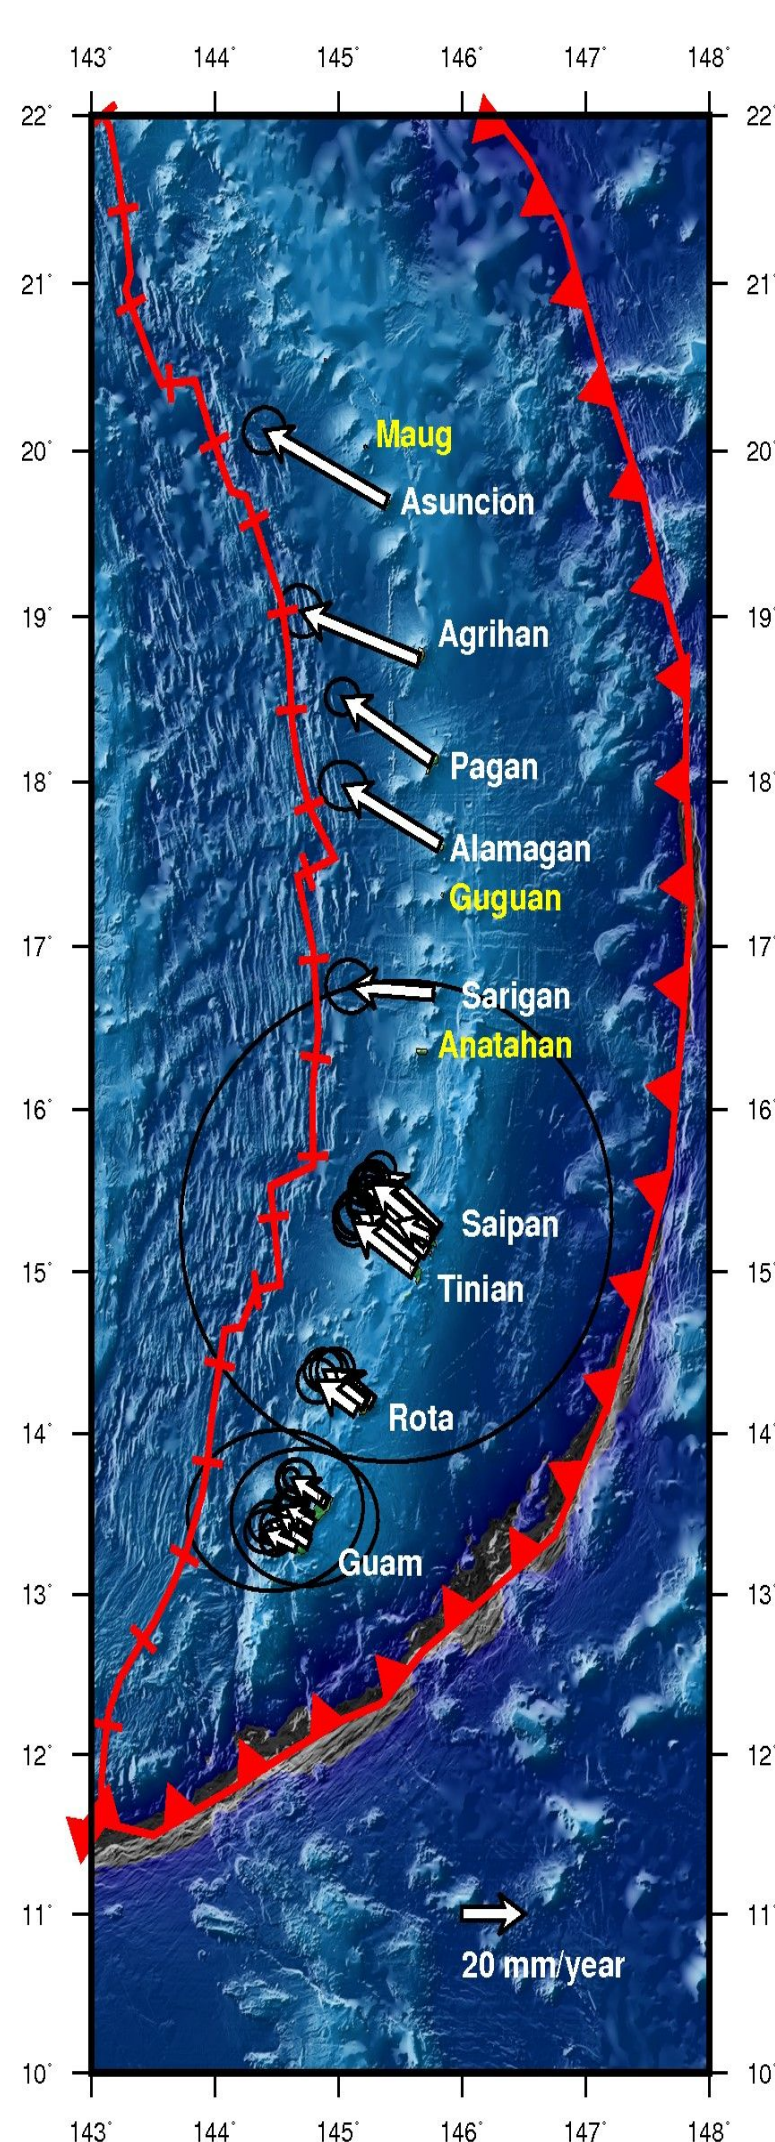 143° 144° 145° 146° 147° 148°
22° 22°
21° 21°
20° Maug 20°
Asuncion
19° Agrihan 19°
18° Pagan 18°
Alamagan
Guguan
17° 17°
Sarigan
Anatahan
16° 16°
Saipan
15° Tinian 15°
14° Rota 14°
Guam
13° 13°
12° 12°
11° 11°
20 mm/year
10° 10°
143° 144° 145° 146° 147° 148°